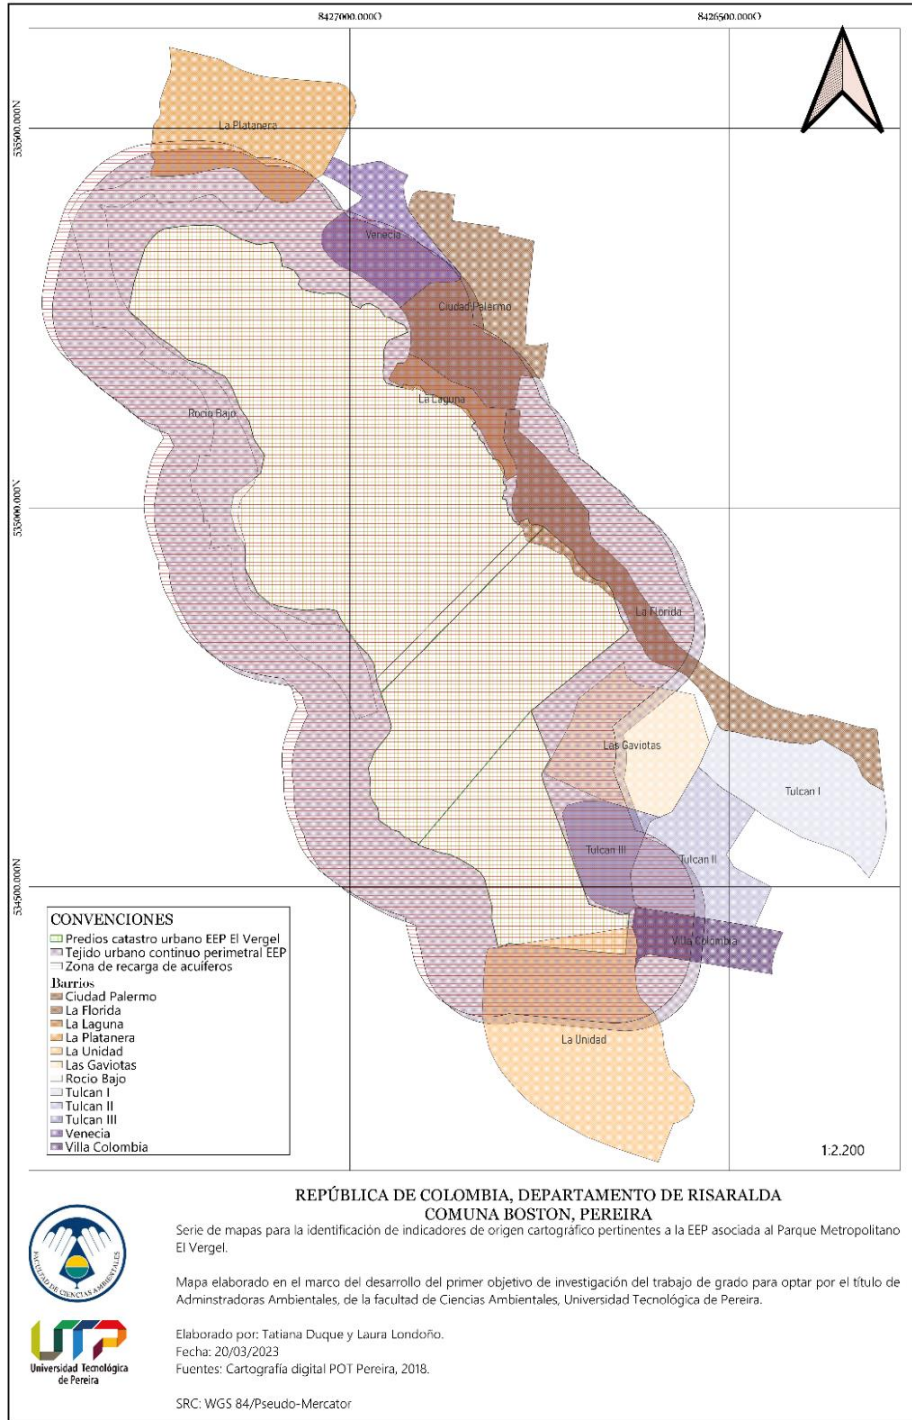 8427000.000O
8426500.000O
535500.000N
La Platanera
Venecia
Ciudad Palermo
La Laguna
Rocio Bajo
535000.000N
La Florida
Las Gaviotas
Tulcan I
Tulcan III
Tulcan II
534500.000N
Villa Colombia
La Unidad
CONVENCIONES
Predios catastro urbano EEP El Vergel
Tejido urbano continuo perimetral EEP
Zona de recarga de acuíferos
Barrios
Ciudad Palermo
La Florida
La Laguna
La Platanera
La Unidad
Las Gaviotas
Rocio Bajo
Tulcan I
Tulcan II
Tulcan III
Venecia
Villa Colombia
1:2.200
REPÚBLICA DE COLOMBIA, DEPARTAMENTO DE RISARALDA
COMUNA BOSTON, PEREIRA
Serie de mapas para la identificación de indicadores de origen cartográfico pertinentes a la EEP asociada al Parque Metropolitano
El Vergel.
Mapa elaborado en el marco del desarrollo del primer objetivo de investigación del trabajo de grado para optar por el título de
Adminstradoras Ambientales, de la facultad de Ciencias Ambientales, Universidad Tecnológica de Pereira.
Elaborado por: Tatiana Duque y Laura Londoño.
Fecha: 20/03/2023
Fuentes: Cartografía digital POT Pereira, 2018.
SRC: WGS 84/Pseudo-Mercator
FACULTAD DE CIENCIAS AMBIENTALES
UTP
Universidad Tecnológica
de Pereira